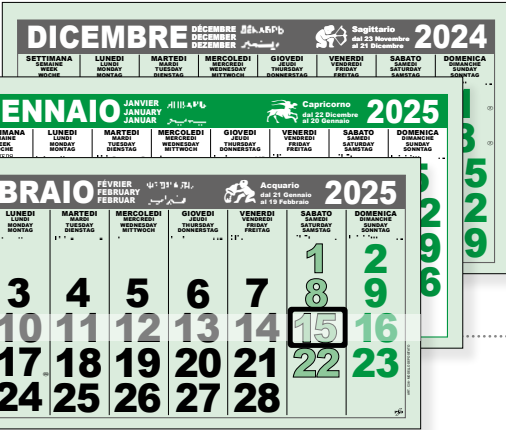 DICEMBRE DÉCEMBRE DECEMBER DEZEMBER Sagittario dal 23 Novembre al 21 Dicembre 2024
SETTIMANA LUNEDI MARTEDI MERCOLEDI GIOVEDI VENERDI SABATO DOMENICA
SEMAINE LUNDI MARDI MERCREDI JEUDI VENDREDI SAMEDI DIMANCHE
WEEK MONDAY TUESDAY WEDNESDAY THURSDAY FRIDAY SATURDAY SUNDAY
WOCHE MONTAG DIENSTAG MITTWOCH DONNERSTAG FREITAG SAMSTAG SONNTAG
ENNAIO JANVIER JANUARY JANUAR Capricorno dal 22 Dicembre al 20 Gennaio 2025
IMANA LUNEDI MARTEDI MERCOLEDI GIOVEDI VENERDI SABATO DOMENICA
AINE LUNDI MARDI MERCREDI JEUDI VENDREDI SAMEDI DIMANCHE
EEK MONDAY TUESDAY WEDNESDAY THURSDAY FRIDAY SATURDAY SUNDAY
CHE MONTAG DIENSTAG MITTWOCH DONNERSTAG FREITAG SAMSTAG SONNTAG
BRAIO FÉVRIER FEBRUARY FEBRUAR Acquario dal 21 Gennaio al 19 Febbraio 2025
LUNEDI MARTEDI MERCOLEDI GIOVEDI VENERDI SABATO DOMENICA
LUNDI MARDI MERCREDI JEUDI VENDREDI SAMEDI DIMANCHE
MONDAY TUESDAY WEDNESDAY THURSDAY FRIDAY SATURDAY SUNDAY
MONTAG DIENSTAG MITTWOCH DONNERSTAG FREITAG SAMSTAG SONNTAG
1 2
3 4 5 6 7 8 9
10 11 12 13 14 15 16
17 18 19 20 21 22 23
24 25 26 27 28